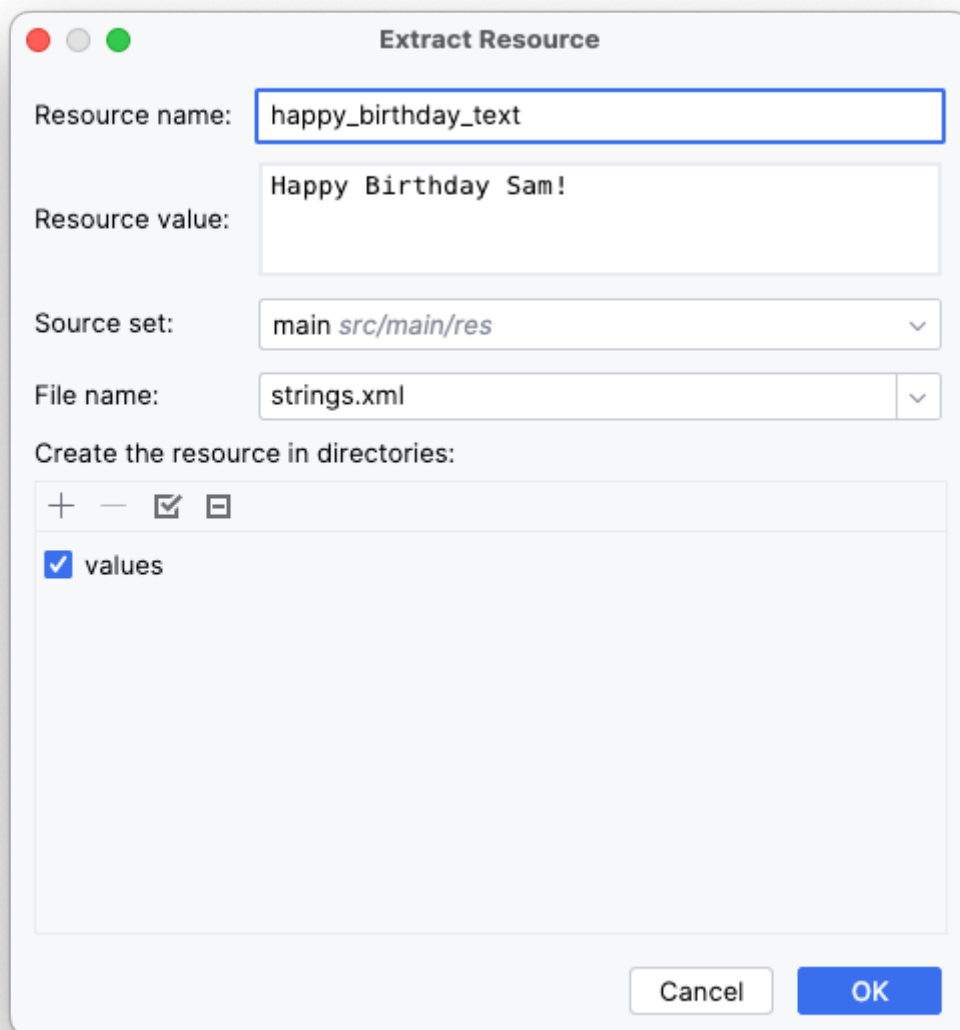 Extract Resource
Resource name: happy_birthday_text
Resource value: Happy Birthday Sam!
Source set: main src/main/res
File name: strings.xml
Create the resource in directories:
values
Cancel OK